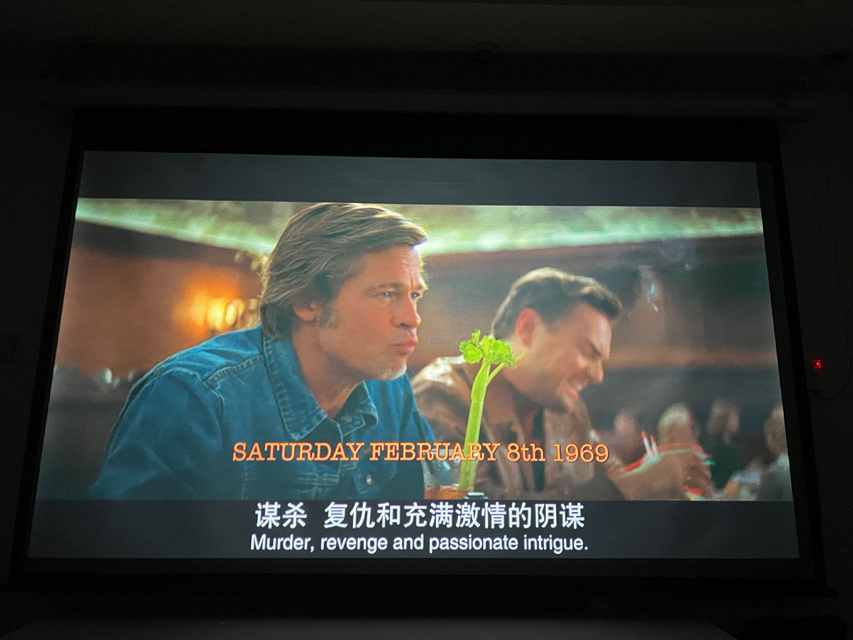 SATURDAY FEBRUARY 8th 1969
谋杀 复仇和充满激情的阴谋
Murder, revenge and passionate intrigue.